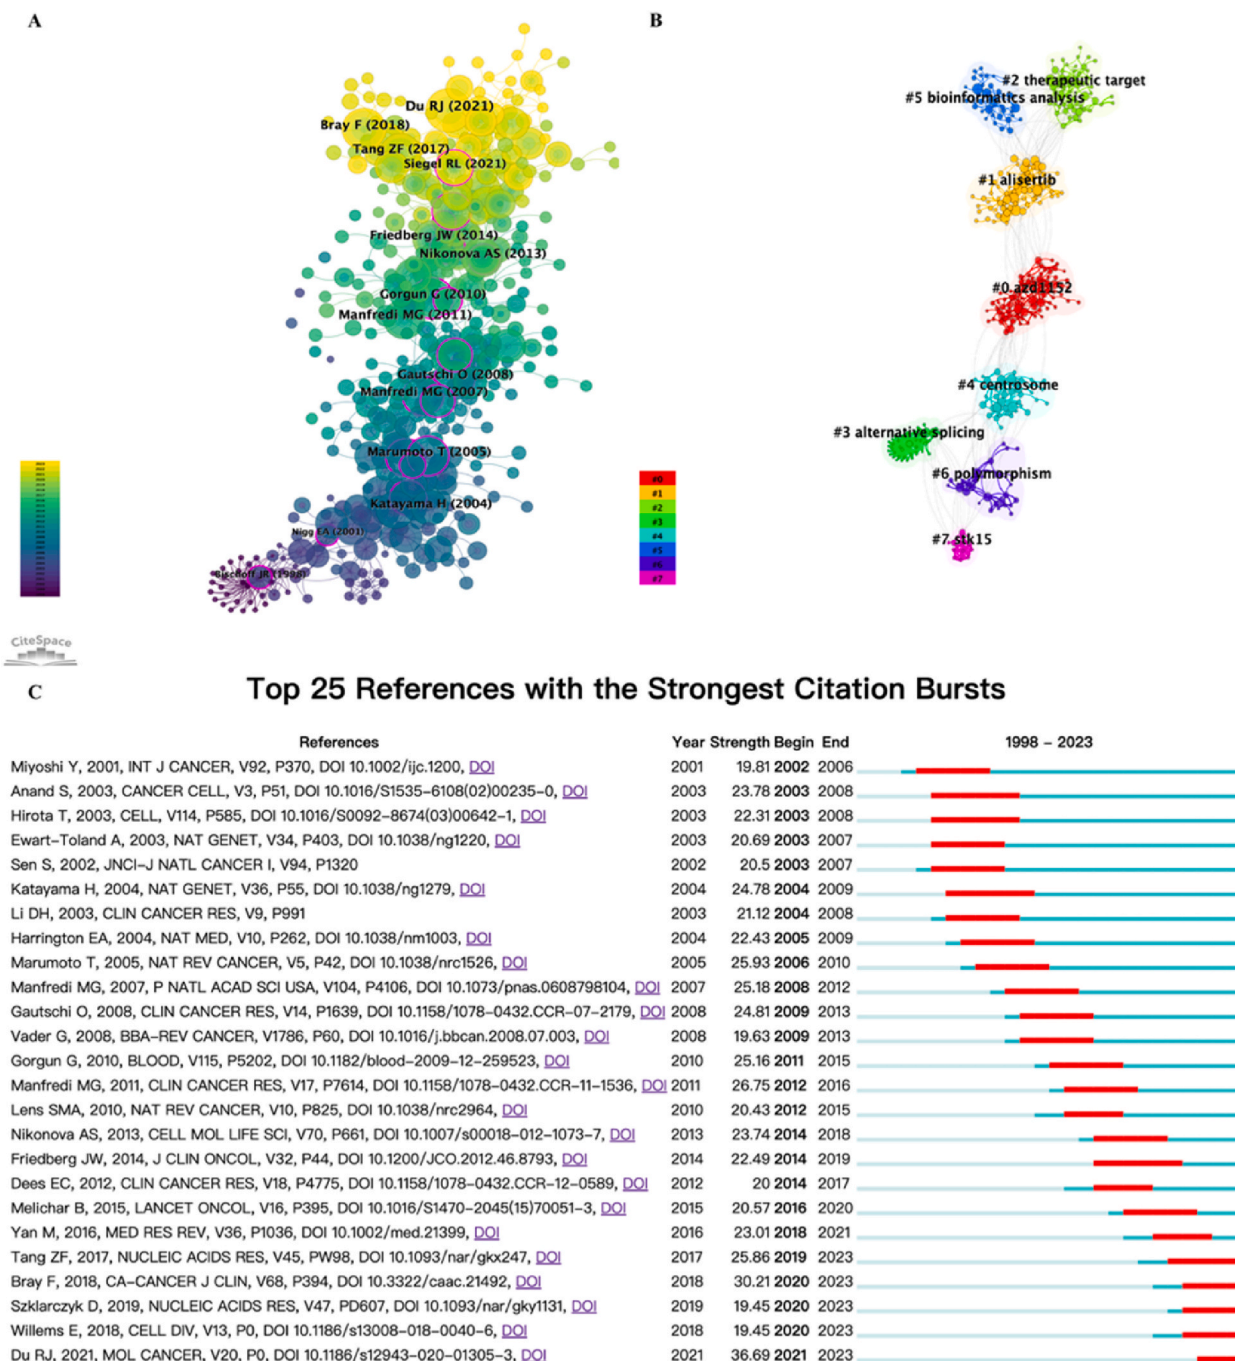 A
B
Du RJ (2021)
Bray F (2018)
Tang ZF (2017)
Siegel RL (2021)
Friedberg JW (2014)
Nikonova AS (2013)
Gorgun G (2010)
Manfredi MG (2011)
Gautschi O (2008)
Manfredi MG (2007)
Marumoto T (2005)
Katayama H (2004)
Nigg EA (2001)
Bischoff JR (1998)
CiteSpace
#2 therapeutic target
#5 bioinformatics analysis
#1 alisertib
#0 azd1152
#4 centrosome
#3 alternative splicing
#6 polymorphism
#7 stk15
#0
#1
#2
#3
#4
#5
#6
#7
C
Top 25 References with the Strongest Citation Bursts
References Year Strength Begin End 1998 – 2023
Miyoshi Y, 2001, INT J CANCER, V92, P370, DOI 10.1002/ijc.1200, DOI 2001 19.81 2002 2006
Anand S, 2003, CANCER CELL, V3, P51, DOI 10.1016/S1535-6108(02)00235-0, DOI 2003 23.78 2003 2008
Hirota T, 2003, CELL, V114, P585, DOI 10.1016/S0092-8674(03)00642-1, DOI 2003 22.31 2003 2008
Ewart-Toland A, 2003, NAT GENET, V34, P403, DOI 10.1038/ng1220, DOI 2003 20.69 2003 2007
Sen S, 2002, JNCI-J NATL CANCER I, V94, P1320 2002 20.5 2003 2007
Katayama H, 2004, NAT GENET, V36, P55, DOI 10.1038/ng1279, DOI 2004 24.78 2004 2009
Li DH, 2003, CLIN CANCER RES, V9, P991 2003 21.12 2004 2008
Harrington EA, 2004, NAT MED, V10, P262, DOI 10.1038/nm1003, DOI 2004 22.43 2005 2009
Marumoto T, 2005, NAT REV CANCER, V5, P42, DOI 10.1038/nrc1526, DOI 2005 25.93 2006 2010
Manfredi MG, 2007, P NATL ACAD SCI USA, V104, P4106, DOI 10.1073/pnas.0608798104, DOI 2007 25.18 2008 2012
Gautschi O, 2008, CLIN CANCER RES, V14, P1639, DOI 10.1158/1078-0432.CCR-07-2179, DOI 2008 24.81 2009 2013
Vader G, 2008, BBA-REV CANCER, V1786, P60, DOI 10.1016/j.bbcan.2008.07.003, DOI 2008 19.63 2009 2013
Gorgun G, 2010, BLOOD, V115, P5202, DOI 10.1182/blood-2009-12-259523, DOI 2010 25.16 2011 2015
Manfredi MG, 2011, CLIN CANCER RES, V17, P7614, DOI 10.1158/1078-0432.CCR-11-1536, DOI 2011 26.75 2012 2016
Lens SMA, 2010, NAT REV CANCER, V10, P825, DOI 10.1038/nrc2964, DOI 2010 20.43 2012 2015
Nikonova AS, 2013, CELL MOL LIFE SCI, V70, P661, DOI 10.1007/s00018-012-1073-7, DOI 2013 23.74 2014 2018
Friedberg JW, 2014, J CLIN ONCOL, V32, P44, DOI 10.1200/JCO.2012.46.8793, DOI 2014 22.49 2014 2019
Dees EC, 2012, CLIN CANCER RES, V18, P4775, DOI 10.1158/1078-0432.CCR-12-0589, DOI 2012 20 2014 2017
Melichar B, 2015, LANCET ONCOL, V16, P395, DOI 10.1016/S1470-2045(15)70051-3, DOI 2015 20.57 2016 2020
Yan M, 2016, MED RES REV, V36, P1036, DOI 10.1002/med.21399, DOI 2016 23.01 2018 2021
Tang ZF, 2017, NUCLEIC ACIDS RES, V45, PW98, DOI 10.1093/nar/gkx247, DOI 2017 25.86 2019 2023
Bray F, 2018, CA-CANCER J CLIN, V68, P394, DOI 10.3322/caac.21492, DOI 2018 30.21 2020 2023
Szklarczyk D, 2019, NUCLEIC ACIDS RES, V47, PD607, DOI 10.1093/nar/gky1131, DOI 2019 19.45 2020 2023
Willems E, 2018, CELL DIV, V13, P0, DOI 10.1186/s13008-018-0040-6, DOI 2018 19.45 2020 2023
Du RJ, 2021, MOL CANCER, V20, P0, DOI 10.1186/s12943-020-01305-3, DOI 2021 36.69 2021 2023